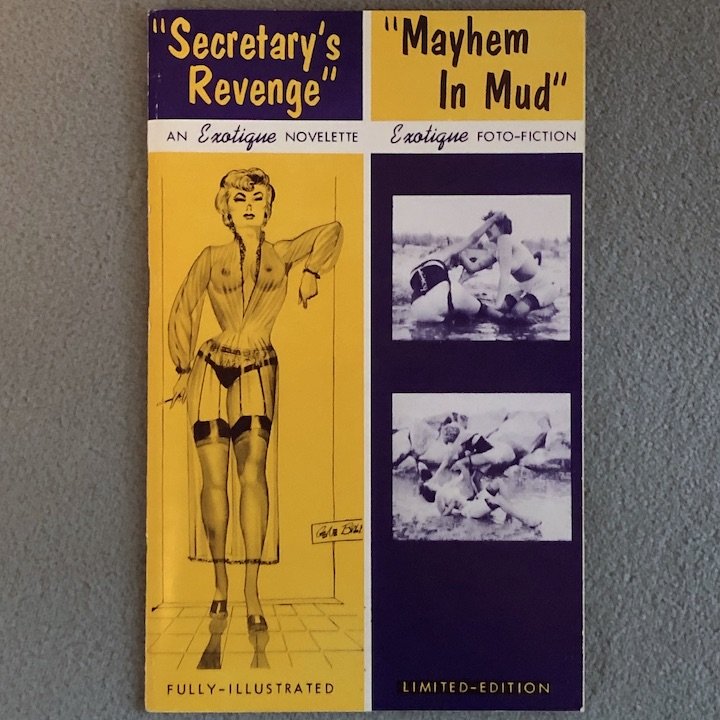 "Secretary's
Revenge"
AN Exotique NOVELETTE
FULLY-ILLUSTRATED
"Mayhem
In Mud"
Exotique FOTO-FICTION
LIMITED-EDITION